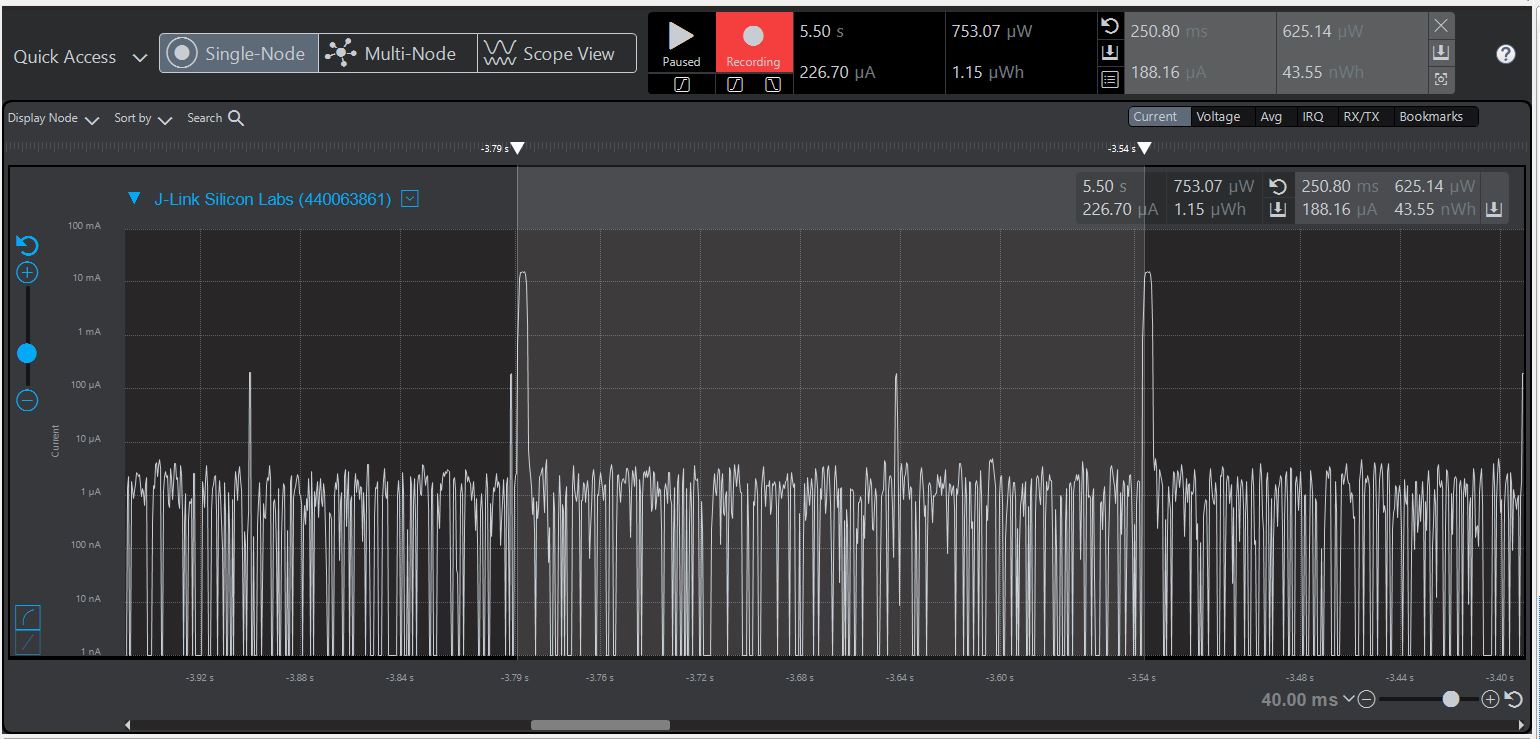 Quick Access
Single-Node
Multi-Node
Scope View
Paused
Recording
5.50 s
753.07 µW
226.70 µA
1.15 µWh
250.80 ms
625.14 µW
188.16 µA
43.55 nWh
?
Display Node
Sort by
Search
Current
Voltage
Avg
IRQ
RX/TX
Bookmarks
-3.79 s
-3.54 s
J-Link Silicon Labs (440063861)
5.50 s 753.07 µW
226.70 µA 1.15 µWh
250.80 ms 625.14 µW
188.16 µA 43.55 nWh
100 mA
10 mA
1 mA
100 µA
10 µA
1 µA
100 nA
10 nA
1 nA
Current
-3.92 s -3.88 s -3.84 s -3.79 s -3.76 s -3.72 s -3.68 s -3.64 s -3.60 s -3.54 s -3.48 s -3.44 s -3.40 s
40.00 ms